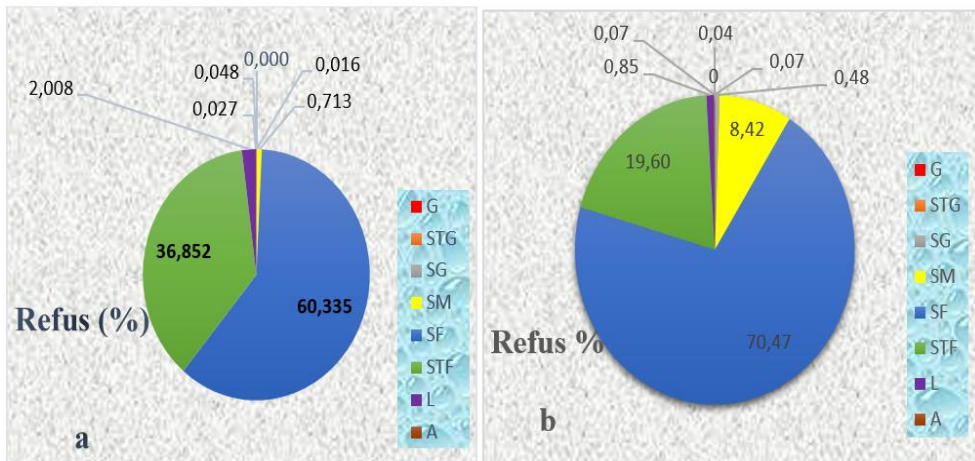 0,000
0,048
0,016
2,008
0,027
0,713
36,852
60,335
Refus (%)
a
G
STG
SG
SM
SF
STF
L
A
0,07
0,04
0,07
0,85
0
0,48
8,42
19,60
70,47
Refus %
b
G
STG
SG
SM
SF
STF
L
A